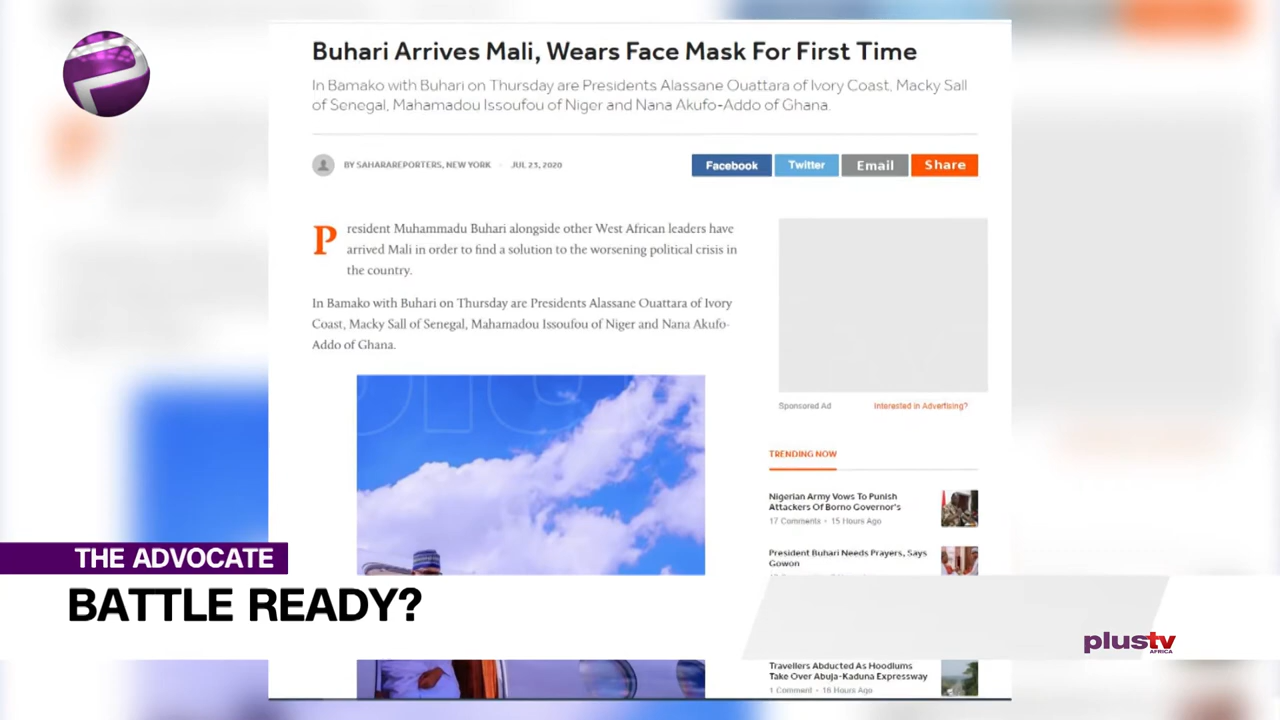 Buhari Arrives Mali, Wears Face Mask For First Time
In Bamako with Buhari on Thursday are Presidents Alassane Ouattara of Ivory Coast, Macky Sall
of Senegal, Mahamadou Issoufou of Niger and Nana Akufo-Addo of Ghana.
BY SAHARAREPORTERS, NEW YORK JUL 23, 2020
Facebook Twitter Email Share
President Muhammadu Buhari alongside other West African leaders have
arrived Mali in order to find a solution to the worsening political crisis in
the country.
In Bamako with Buhari on Thursday are Presidents Alassane Ouattara of Ivory
Coast, Macky Sall of Senegal, Mahamadou Issoufou of Niger and Nana Akufo-
Addo of Ghana.
Sponsored Ad Interested in Advertising?
TRENDING NOW
Nigerian Army Vows To Punish
Attackers Of Borno Governor's
17 Comments • 15 Hours Ago
President Buhari Needs Prayers, Says
Gowon
Travellers Abducted As Hoodlums
Take Over Abuja-Kaduna Expressway
1 Comment • 16 Hours Ago
THE ADVOCATE
BATTLE READY?
plustv
AFRICA